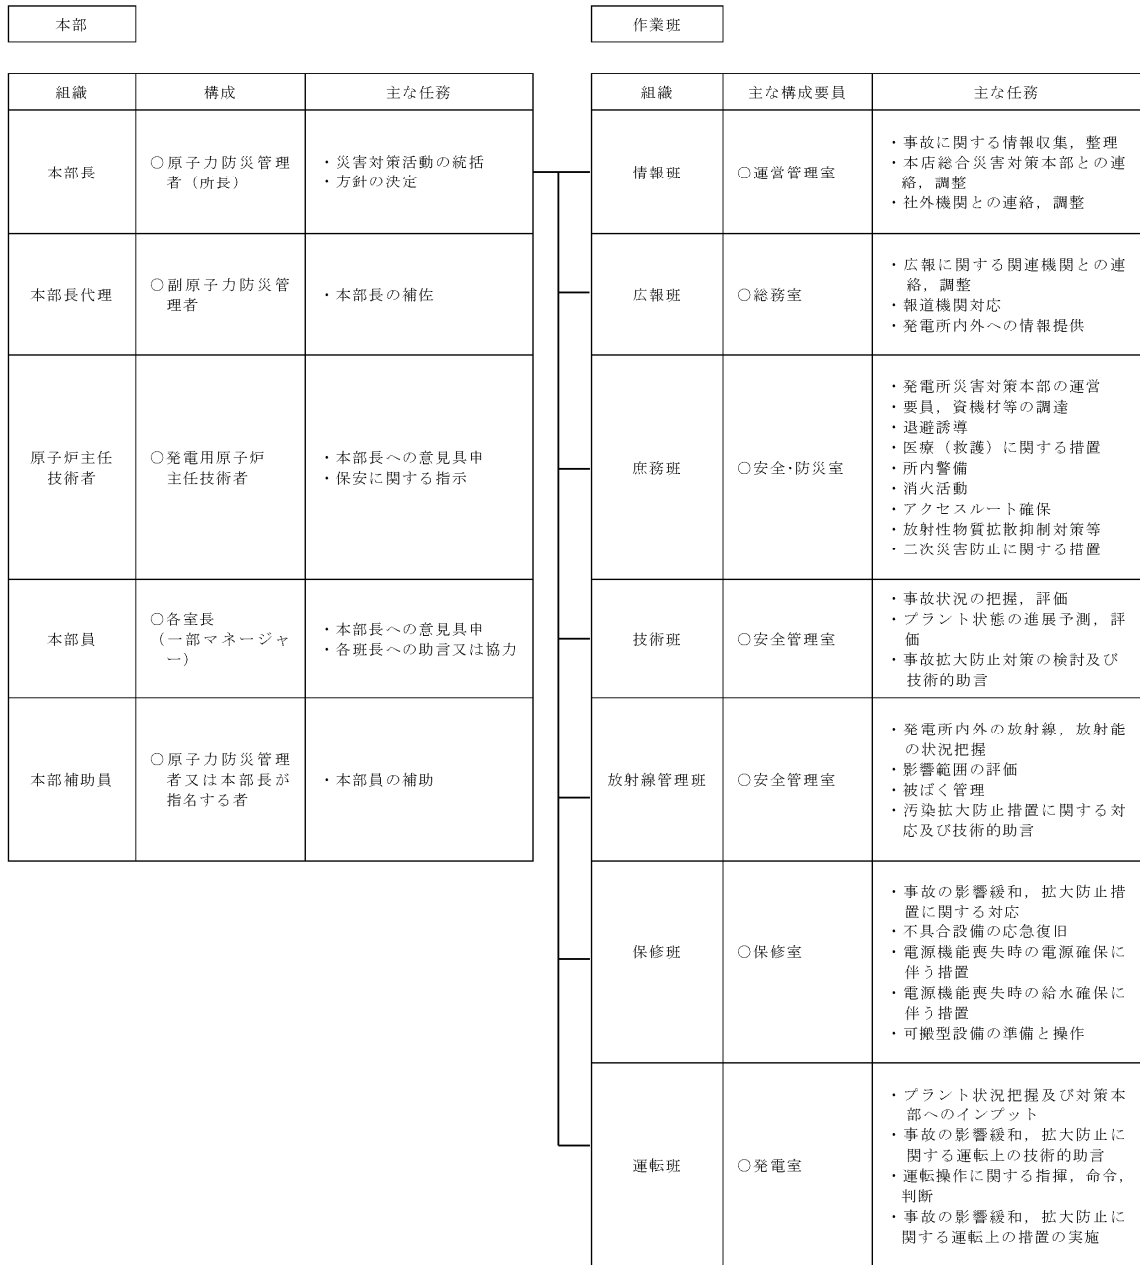 本部
組織 構成 主な任務
本部長
○原子力防災管理
者（所長）
・災害対策活動の統括
・方針の決定
本部長代理
○副原子力防災管
理者
・本部長の補佐
原子炉主任
技術者
○発電用原子炉
主任技術者
・本部長への意見具申
・保安に関する指示
本部員
○各室長
（一部マネージャ
ー）
・本部長への意見具申
・各班長への助言又は協力
本部補助員
○原子力防災管理
者又は本部長が
指名する者
・本部員の補助
作業班
組織 主な構成要員 主な任務
情報班
○運営管理室
・事故に関する情報収集，整理
・本店総合災害対策本部との連
絡，調整
・社外機関との連絡，調整
広報班
○総務室
・広報に関する関連機関との連
絡，調整
・報道機関対応
・発電所内外への情報提供
庶務班
○安全・防災室
・発電所災害対策本部の運営
・要員，資機材等の調達
・退避誘導
・医療（救護）に関する措置
・所内警備
・消火活動
・アクセスルート確保
・放射性物質拡散抑制対策等
・二次災害防止に関する措置
技術班
○安全管理室
・事故状況の把握，評価
・プラント状態の進展予測，評
価
・事故拡大防止対策の検討及び
技術的助言
放射線管理班
○安全管理室
・発電所内外の放射線，放射能
の状況把握
・影響範囲の評価
・被ばく管理
・汚染拡大防止措置に関する対
応及び技術的助言
保修班
○保修室
・事故の影響緩和，拡大防止措
置に関する対応
・不具合設備の応急復旧
・電源機能喪失時の電源確保に
伴う措置
・電源機能喪失時の給水確保に
伴う措置
・可搬型設備の準備と操作
運転班
○発電室
・プラント状況把握及び対策本
部へのインプット
・事故の影響緩和，拡大防止に
関する運転上の技術的助言
・運転操作に関する指揮，命令，
判断
・事故の影響緩和，拡大防止に
関する運転上の措置の実施